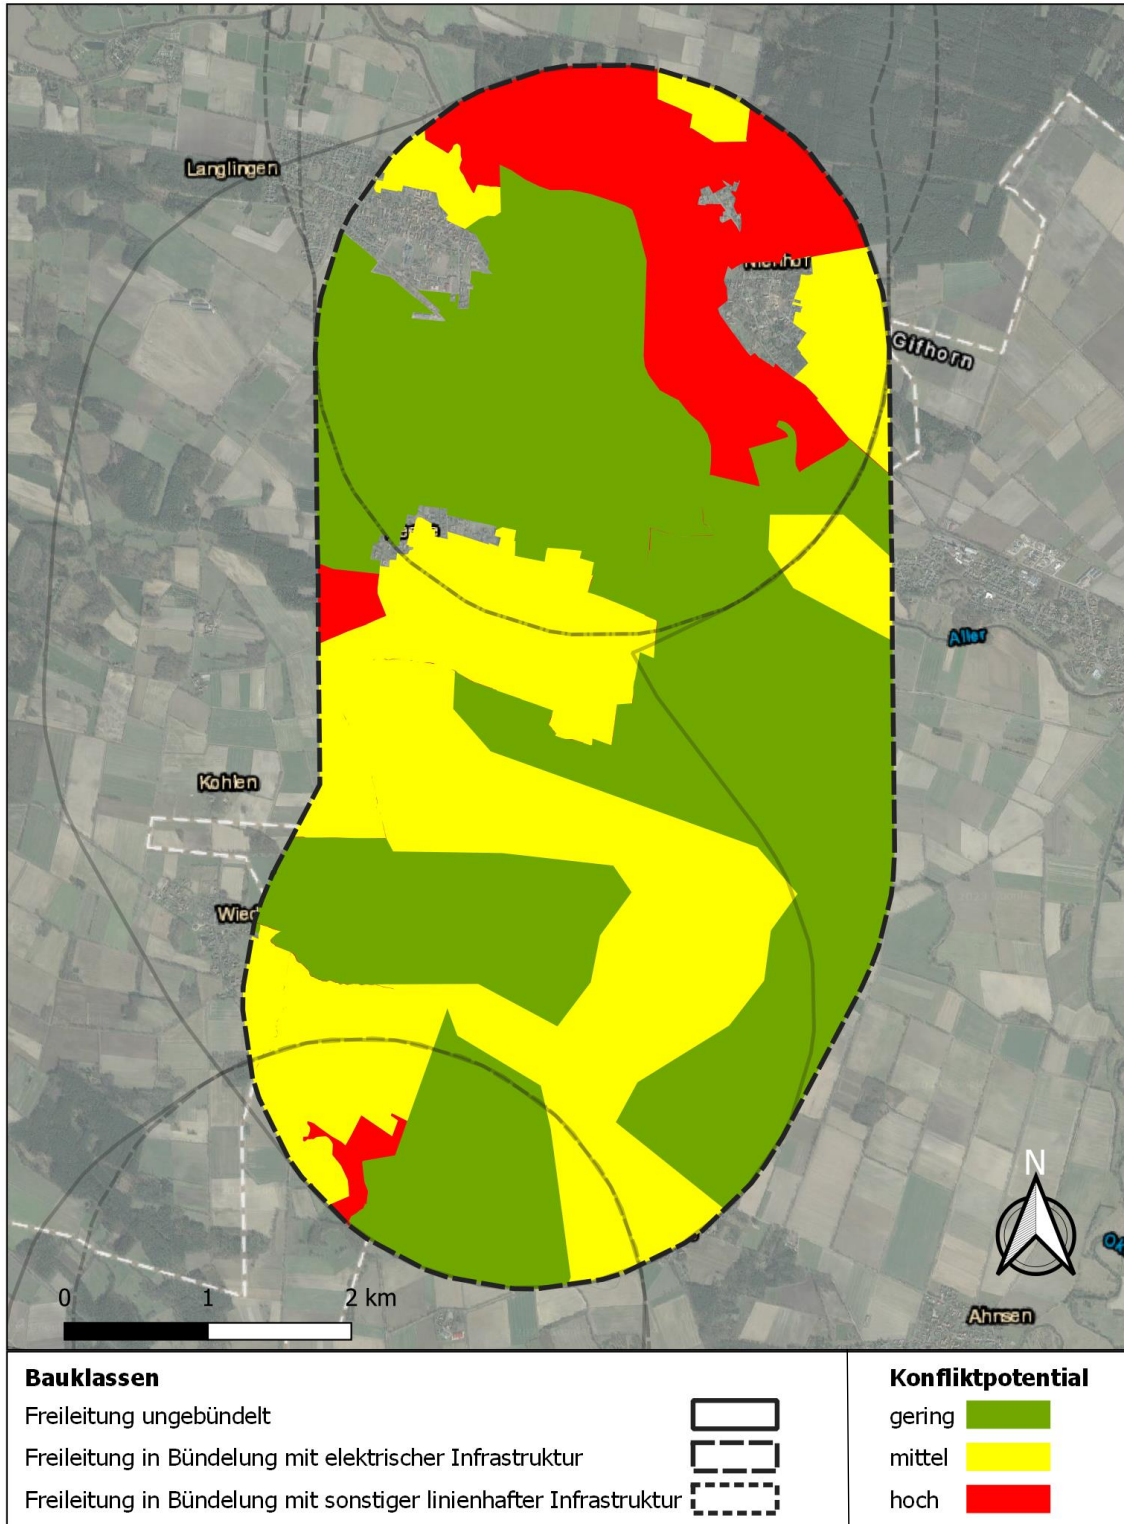 Langlingen
Nienhof
Gifhorn
Aller
Kohlen
Wied
N
0 1 2 km
Ahnsen
Bauklassen
Freileitung ungebündelt
Freileitung in Bündelung mit elektrischer Infrastruktur
Freileitung in Bündelung mit sonstiger linienhafter Infrastruktur
Konfliktpotential
gering
mittel
hoch